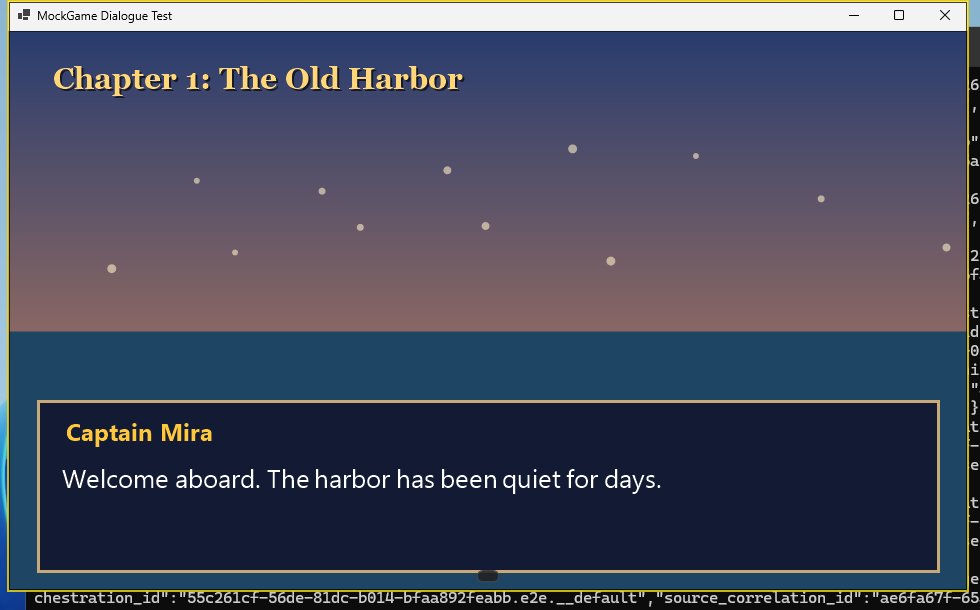 MockGame Dialogue Test
Chapter 1: The Old Harbor
Captain Mira
Welcome aboard. The harbor has been quiet for days.
chestration_id":"55c261cf-56de-81dc-b014-bfaa892feabb.e2e.__default","source_correlation_id":"ae6fa67f-6